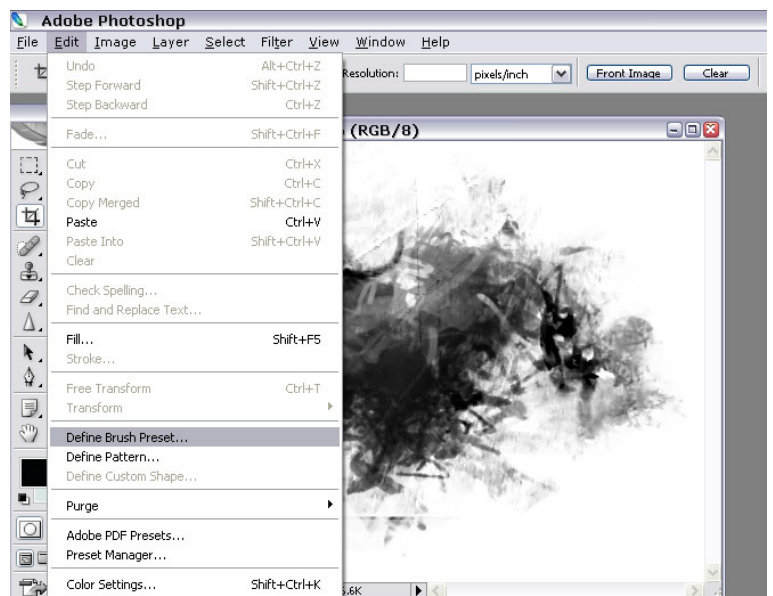 Adobe Photoshop
File Edit Image Layer Select Filter View Window Help
Resolution: pixels/inch Front Image Clear
(RGB/8)
Undo Alt+Ctrl+Z
Step Forward Shift+Ctrl+Z
Step Backward Ctrl+Z
Fade... Shift+Ctrl+F
Cut Ctrl+X
Copy Ctrl+C
Copy Merged Shift+Ctrl+C
Paste Ctrl+V
Paste Into Shift+Ctrl+V
Clear
Check Spelling...
Find and Replace Text...
Fill... Shift+F5
Stroke...
Free Transform Ctrl+T
Transform
Define Brush Preset...
Define Pattern...
Define Custom Shape...
Purge
Adobe PDF Presets...
Preset Manager...
Color Settings... Shift+Ctrl+K